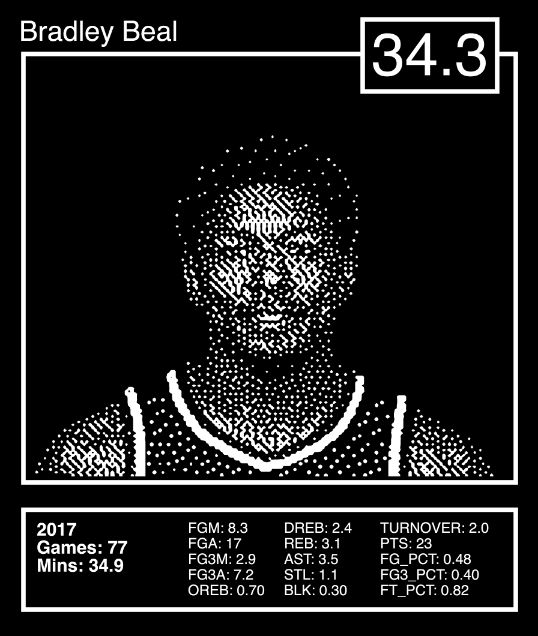 Bradley Beal
34.3
2017
Games: 77
Mins: 34.9
FGM: 8.3
FGA: 17
FG3M: 2.9
FG3A: 7.2
OREB: 0.70
DREB: 2.4
REB: 3.1
AST: 3.5
STL: 1.1
BLK: 0.30
TURNOVER: 2.0
PTS: 23
FG_PCT: 0.48
FG3_PCT: 0.40
FT_PCT: 0.82